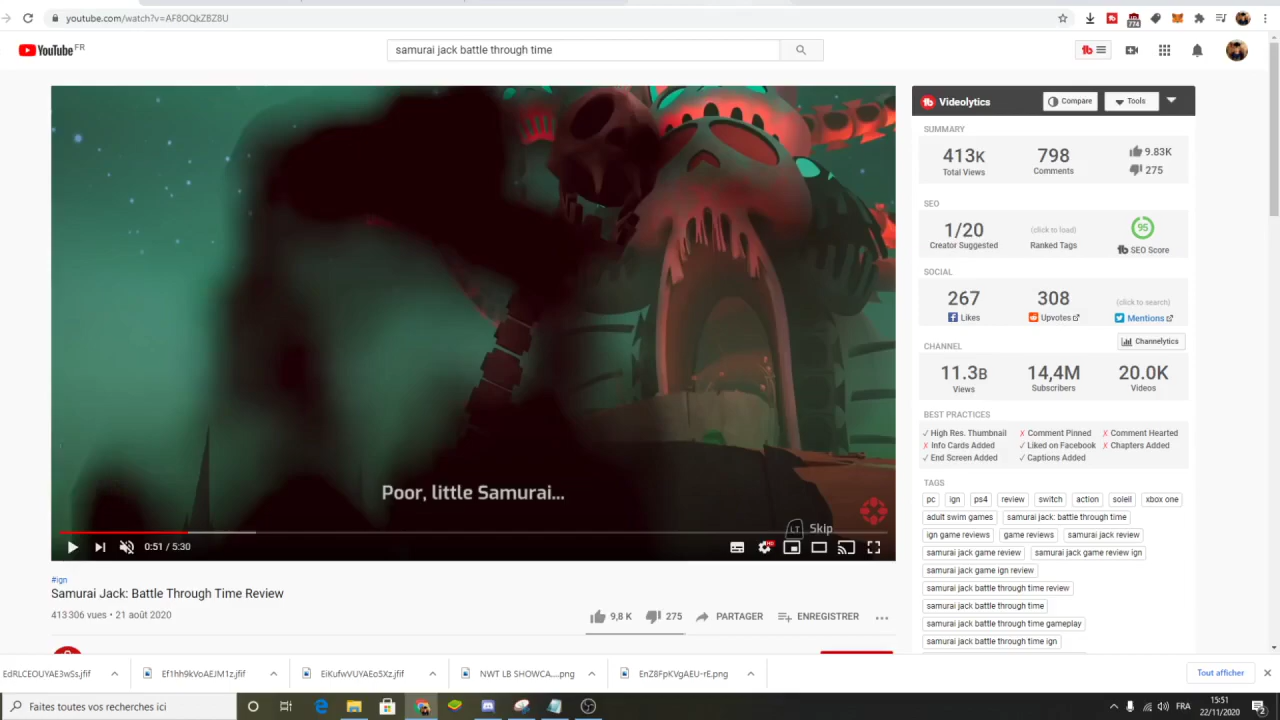 youtube.com/watch?v=AF8OQkZBZ8U
774
YouTube FR
samurai jack battle through time
Videolytics
Compare
Tools
SUMMARY
413K
798
9.83K
Total Views
Comments
275
SEO
1/20
(click to load)
95
Creator Suggested
Ranked Tags
SEO Score
SOCIAL
267
308
(click to search)
Likes
Upvotes
Mentions
CHANNEL
Channelytics
11.3B
14,4M
20.0K
Views
Subscribers
Videos
BEST PRACTICES
✓ High Res. Thumbnail ✗ Comment Pinned ✗ Comment Hearted
✗ Info Cards Added ✓ Liked on Facebook ✗ Chapters Added
✓ End Screen Added ✓ Captions Added
TAGS
pc ign ps4 review switch action soleil xbox one
adult swim games samurai jack: battle through time
ign game reviews game reviews samurai jack review
samurai jack game review samurai jack game review ign
samurai jack game ign review
samurai jack battle through time review
samurai jack battle through time
samurai jack battle through time gameplay
samurai jack battle through time ign
Poor, little Samurai...
LT Skip
0:51 / 5:30
HD
#ign
Samurai Jack: Battle Through Time Review
413 306 vues • 21 août 2020
9,8 K
275
PARTAGER
ENREGISTRER
EdRLCEOUYAE3wSs.jfif
Ef1hh9kVoAEJM1z.jfif
EiKufwVUYAEo5Xz.jfif
NWT LB SHOWCA....png
EnZ8FpKVgAEU-rE.png
Tout afficher
Faites toutes vos recherches ici
FRA
15:51
22/11/2020
2